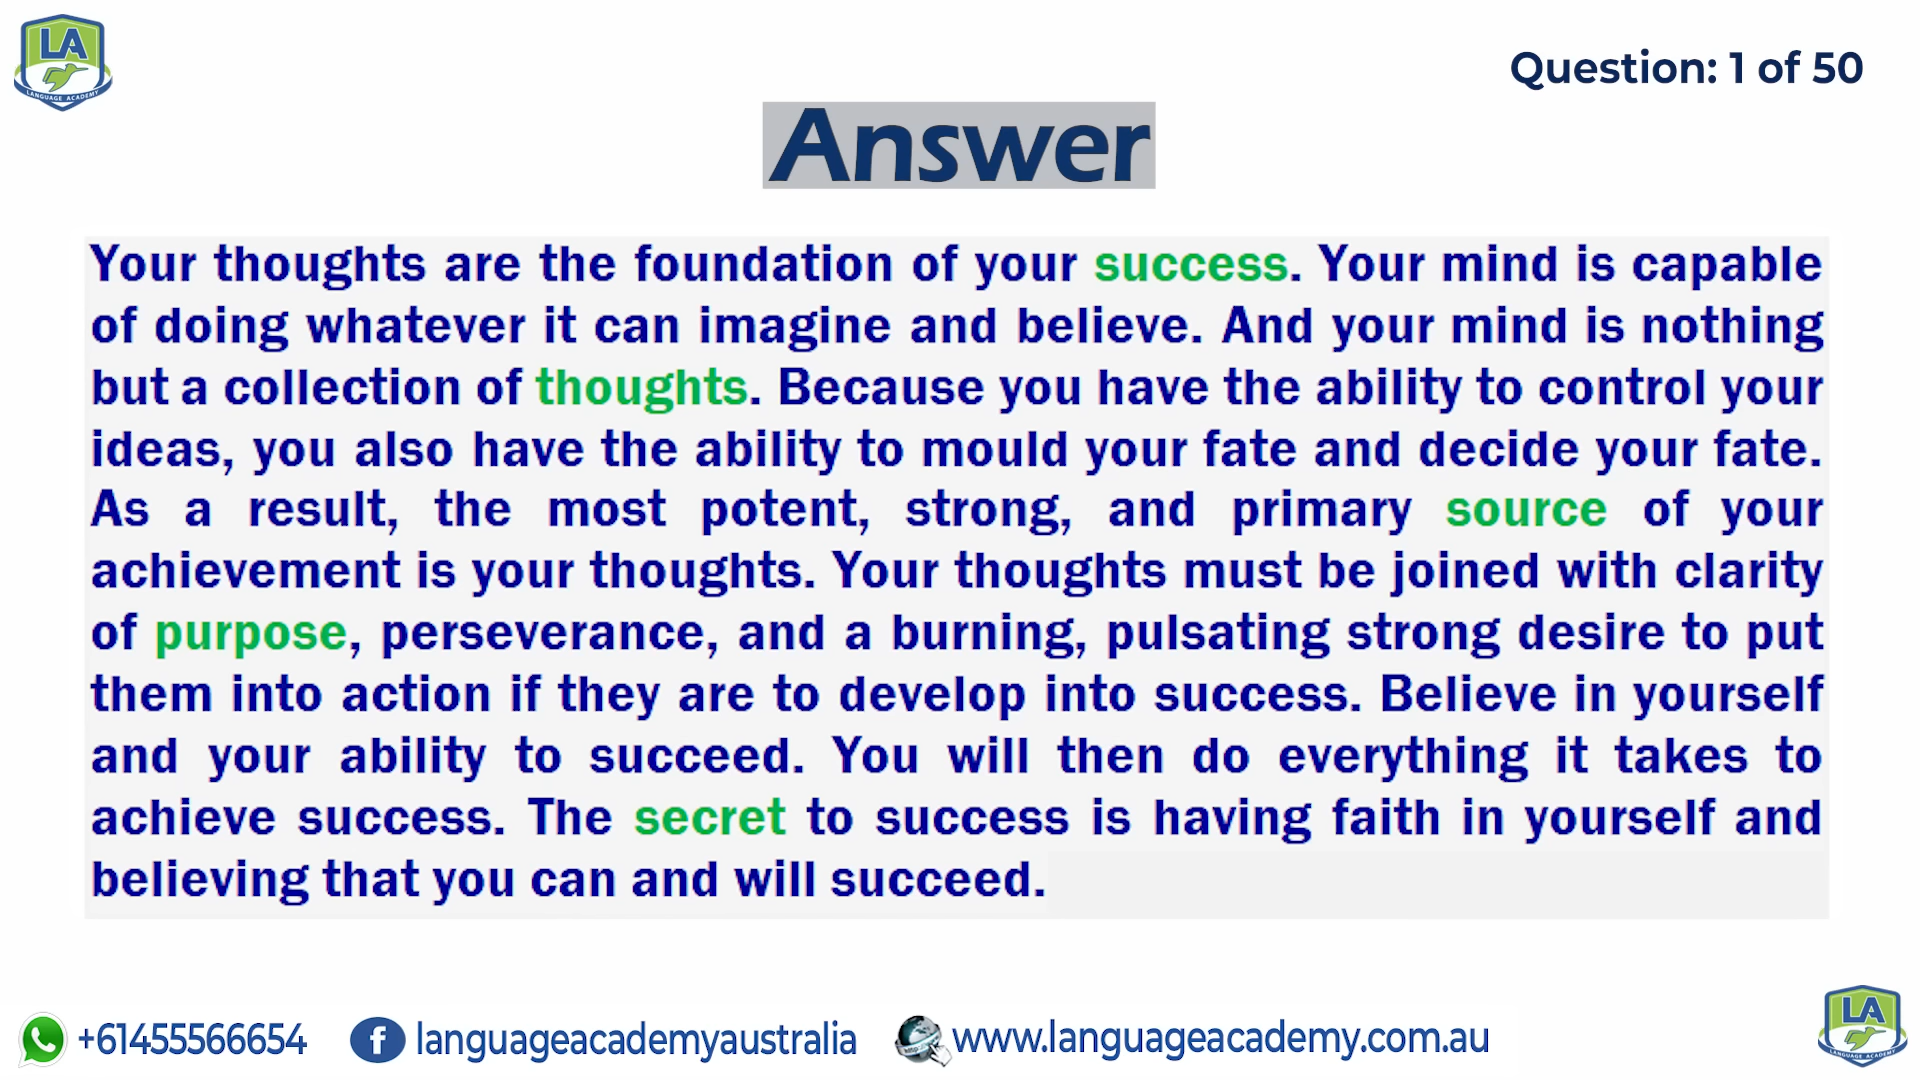 LA
LANGUAGE ACADEMY
Question: 1 of 50
Answer
Your thoughts are the foundation of your success. Your mind is capable
of doing whatever it can imagine and believe. And your mind is nothing
but a collection of thoughts. Because you have the ability to control your
ideas, you also have the ability to mould your fate and decide your fate.
As a result, the most potent, strong, and primary source of your
achievement is your thoughts. Your thoughts must be joined with clarity
of purpose, perseverance, and a burning, pulsating strong desire to put
them into action if they are to develop into success. Believe in yourself
and your ability to succeed. You will then do everything it takes to
achieve success. The secret to success is having faith in yourself and
believing that you can and will succeed.
+61455566654
f languageacademyaustralia
www.languageacademy.com.au
LA
LANGUAGE ACADEMY